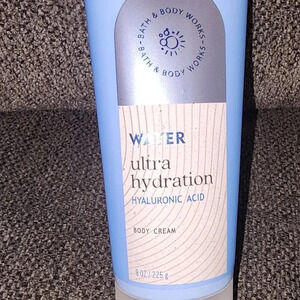 BATH & BODY WORKS
BATH & BODY WORKS
WATER
ultra
hydration
HYALURONIC ACID
BODY CREAM
8 OZ / 226 g